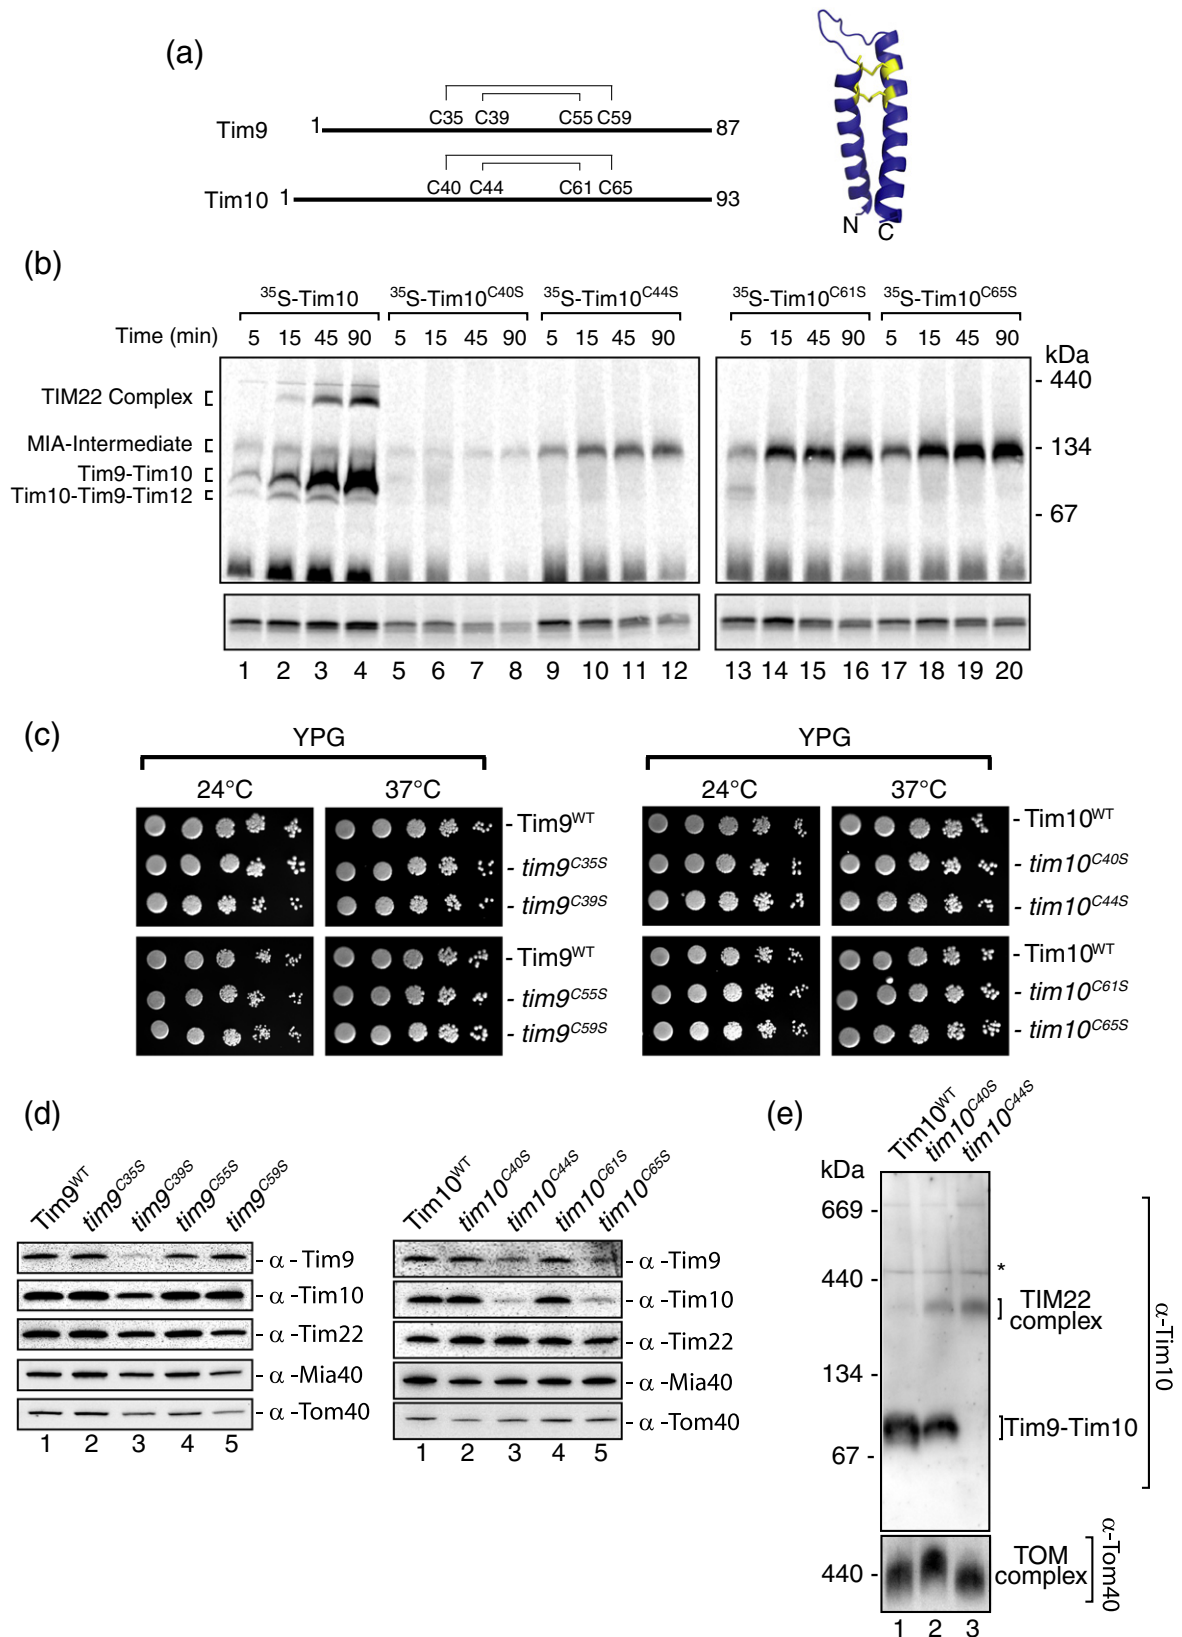 (a)
Tim9 1 C35 C39 C55 C59 87
Tim10 1 C40 C44 C61 C65 93
N C
(b)
35S-Tim10 35S-Tim10C40S 35S-Tim10C44S 35S-Tim10C61S 35S-Tim10C65S
Time (min) 5 15 45 90 5 15 45 90 5 15 45 90 5 15 45 90 5 15 45 90
kDa
TIM22 Complex
- 440
MIA-Intermediate
- 134
Tim9-Tim10
Tim10-Tim9-Tim12
- 67
1 2 3 4 5 6 7 8 9 10 11 12 13 14 15 16 17 18 19 20
(c)
YPG YPG
24°C 37°C 24°C 37°C
- Tim9WT
- tim9C35S
- tim9C39S
- Tim9WT
- tim9C55S
- tim9C59S
- Tim10WT
- tim10C40S
- tim10C44S
- Tim10WT
- tim10C61S
- tim10C65S
(d)
Tim9WT tim9C35S tim9C39S tim9C55S tim9C59S
- α -Tim9
- α -Tim10
- α -Tim22
- α -Mia40
- α -Tom40
1 2 3 4 5
Tim10WT tim10C40S tim10C44S tim10C61S tim10C65S
- α -Tim9
- α -Tim10
- α -Tim22
- α -Mia40
- α -Tom40
1 2 3 4 5
(e)
Tim10WT tim10C40S tim10C44S
kDa
669 -
*
440 -
TIM22
complex
134 -
Tim9-Tim10
67 -
α-Tim10
440 -
TOM
complex
α-Tom40
1 2 3